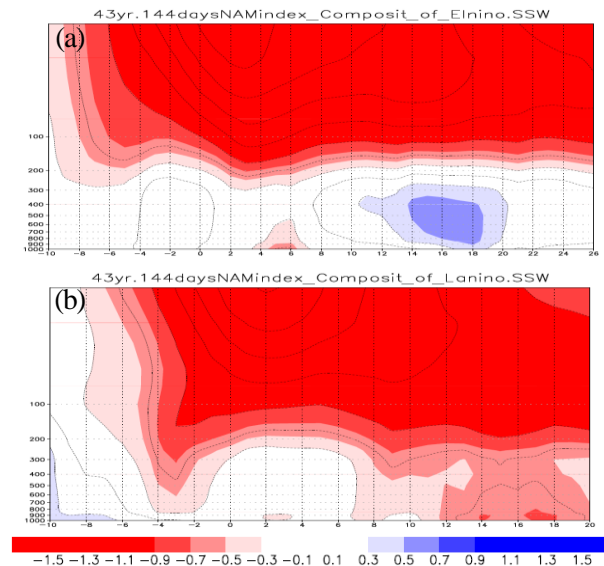 43yr.144daysNAMindex_Composit_of_Elnino.SSW
(a)
100
200
300
400
500
600
700
800
900
1000
-10 -8 -6 -4 -2 0 2 4 6 8 10 12 14 16 18 20 22 24 26
43yr.144daysNAMindex_Composit_of_Lanino.SSW
(b)
100
200
300
400
500
600
700
800
900
1000
-10 -8 -6 -4 -2 0 2 4 6 8 10 12 14 16 18 20
-1.5 -1.3 -1.1 -0.9 -0.7 -0.5 -0.3 -0.1 0.1 0.3 0.5 0.7 0.9 1.1 1.3 1.5